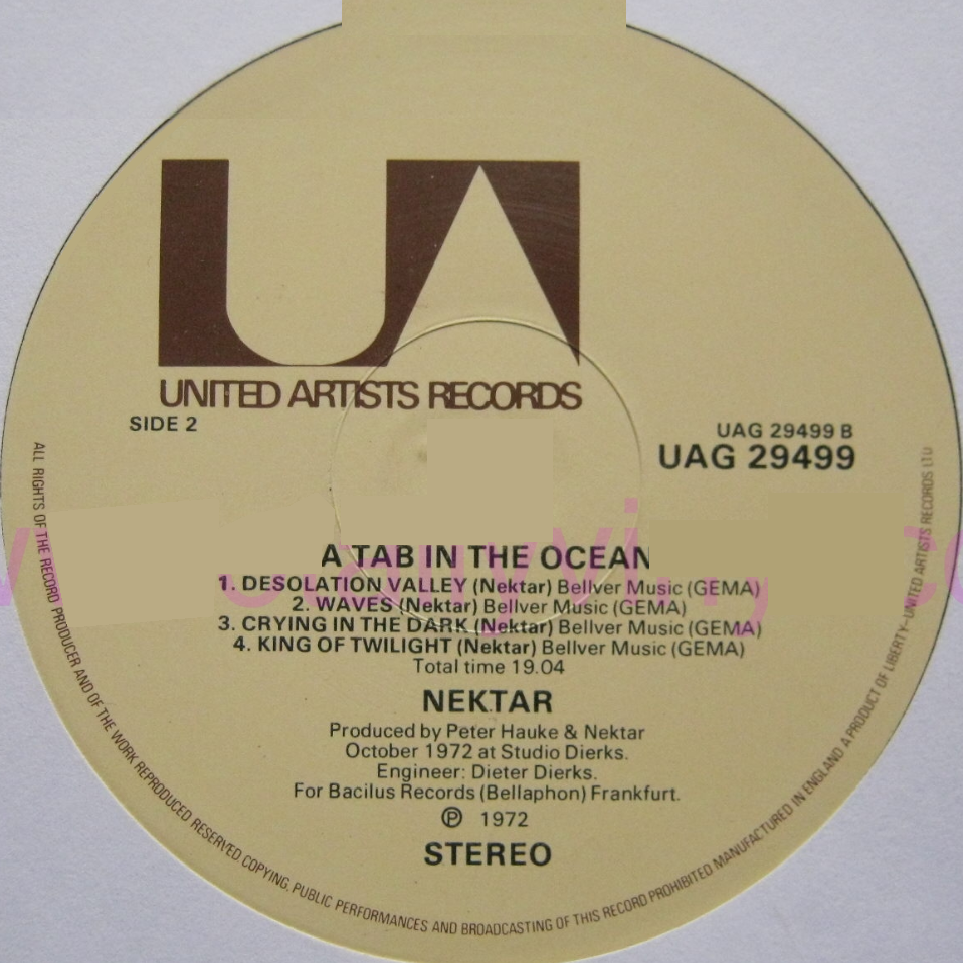 UA
UNITED ARTISTS RECORDS
SIDE 2
UAG 29499 B
UAG 29499
A TAB IN THE OCEAN
1. DESOLATION VALLEY (Nektar) Bellver Music (GEMA)
2. WAVES (Nektar) Bellver Music (GEMA)
3. CRYING IN THE DARK (Nektar) Bellver Music (GEMA)
4. KING OF TWILIGHT (Nektar) Bellver Music (GEMA)
Total time 19.04
NEKTAR
Produced by Peter Hauke & Nektar
October 1972 at Studio Dierks.
Engineer: Dieter Dierks.
For Bacilus Records (Bellaphon) Frankfurt.
℗ 1972
STEREO
ALL RIGHTS OF THE RECORD PRODUCER AND OF THE WORK REPRODUCED RESERVED COPYING, PUBLIC PERFORMANCES AND BROADCASTING OF THIS RECORD PROHIBITED MANUFACTURED IN ENGLAND A PRODUCT OF LIBERTY–UNITED ARTISTS RECORDS LTD